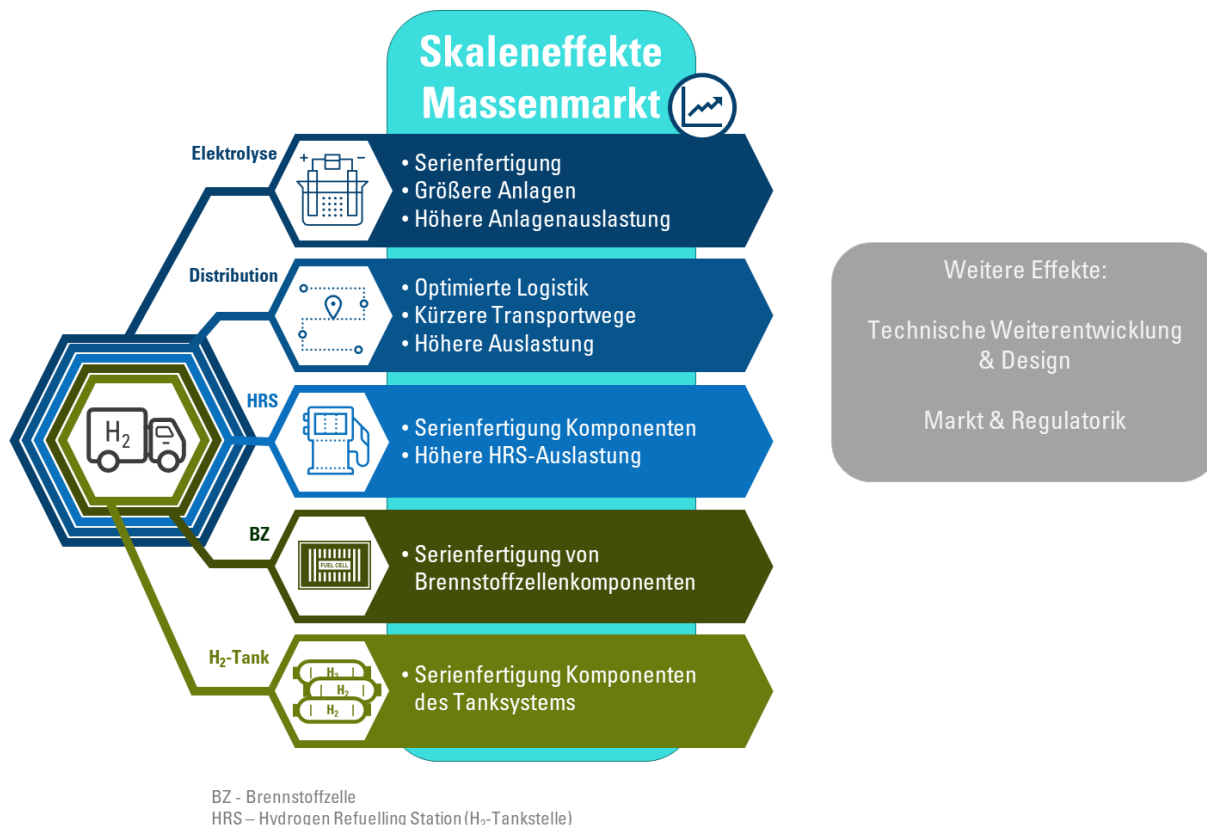 Skaleneffekte
Massenmarkt
Elektrolyse
+ −
• Serienfertigung
• Größere Anlagen
• Höhere Anlagenauslastung
Distribution
• Optimierte Logistik
• Kürzere Transportwege
• Höhere Auslastung
H₂
HRS
• Serienfertigung Komponenten
• Höhere HRS-Auslastung
BZ
FUEL CELL
• Serienfertigung von
Brennstoffzellenkomponenten
H₂-Tank
H₂
H₂
H₂
• Serienfertigung Komponenten
des Tanksystems
Weitere Effekte:
Technische Weiterentwicklung
& Design
Markt & Regulatorik
BZ - Brennstoffzelle
HRS – Hydrogen Refuelling Station (H₂-Tankstelle)